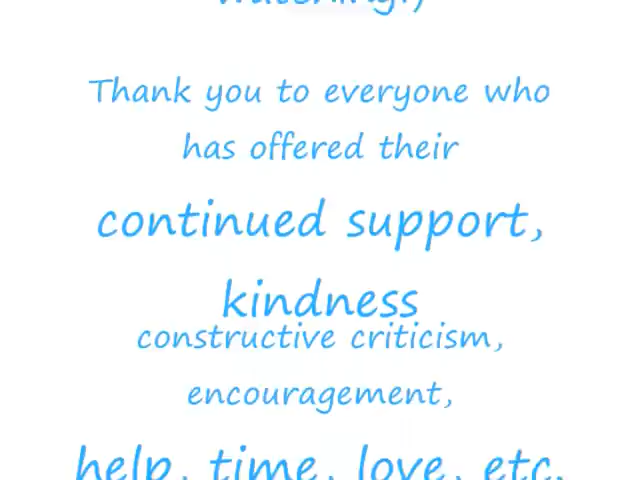 Thank you to everyone who
has offered their
continued support,
kindness
constructive criticism,
encouragement,
help, time, love, etc.